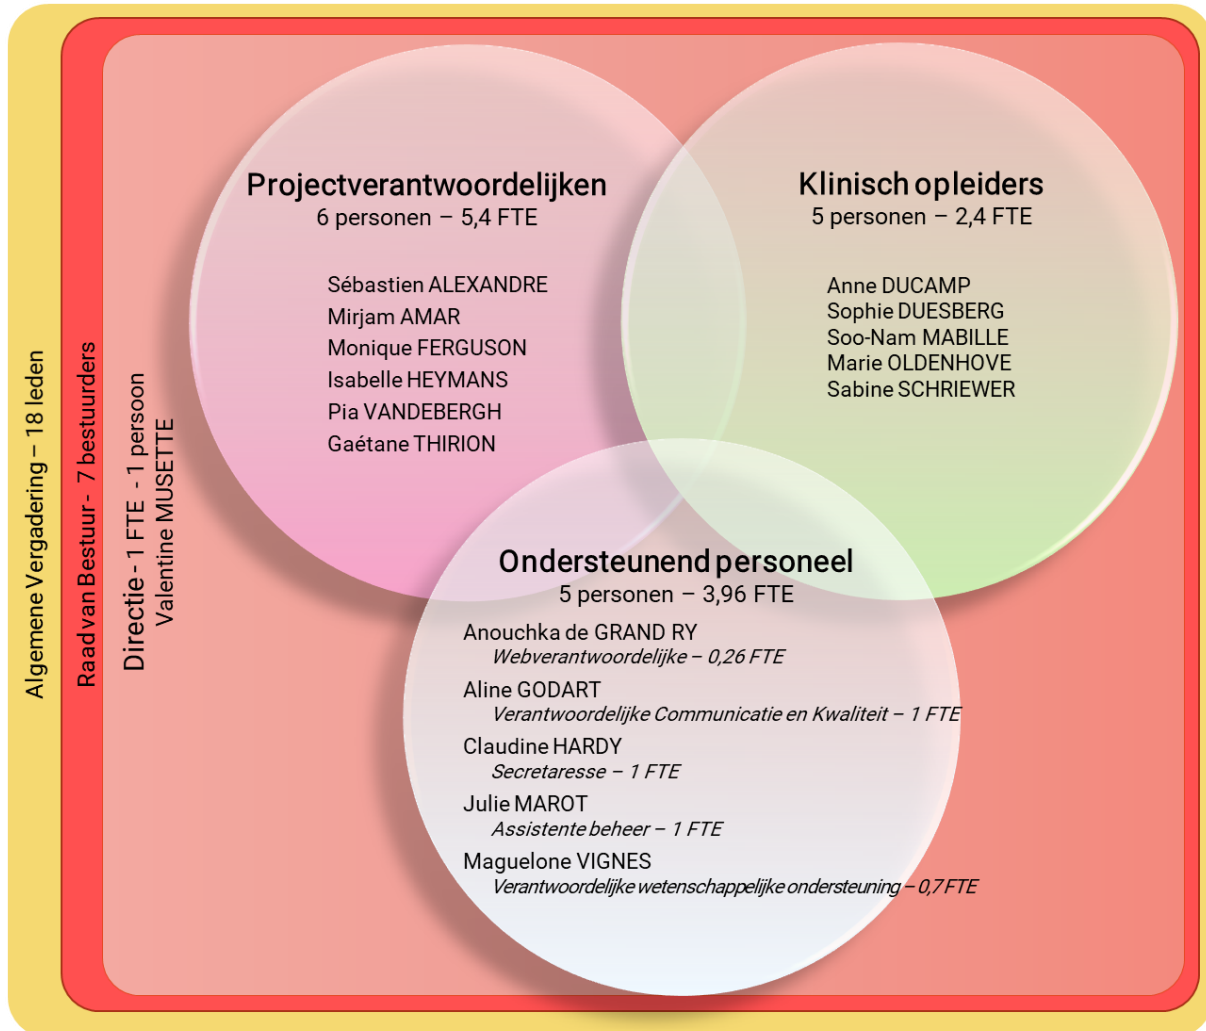 Algemene Vergadering – 18 leden
Raad van Bestuur - 7 bestuurders
Directie - 1 FTE - 1 persoon
Valentine MUSETTE
Projectverantwoordelijken
6 personen – 5,4 FTE
Sébastien ALEXANDRE
Mirjam AMAR
Monique FERGUSON
Isabelle HEYMANS
Pia VANDEBERGH
Gaétane THIRION
Klinisch opleiders
5 personen – 2,4 FTE
Anne DUCAMP
Sophie DUESBERG
Soo-Nam MABILLE
Marie OLDENHOVE
Sabine SCHRIEWER
Ondersteunend personeel
5 personen – 3,96 FTE
Anouchka de GRAND RY
Webverantwoordelijke – 0,26 FTE
Aline GODART
Verantwoordelijke Communicatie en Kwaliteit – 1 FTE
Claudine HARDY
Secretaresse – 1 FTE
Julie MAROT
Assistente beheer – 1 FTE
Maguelone VIGNES
Verantwoordelijke wetenschappelijke ondersteuning – 0,7 FTE